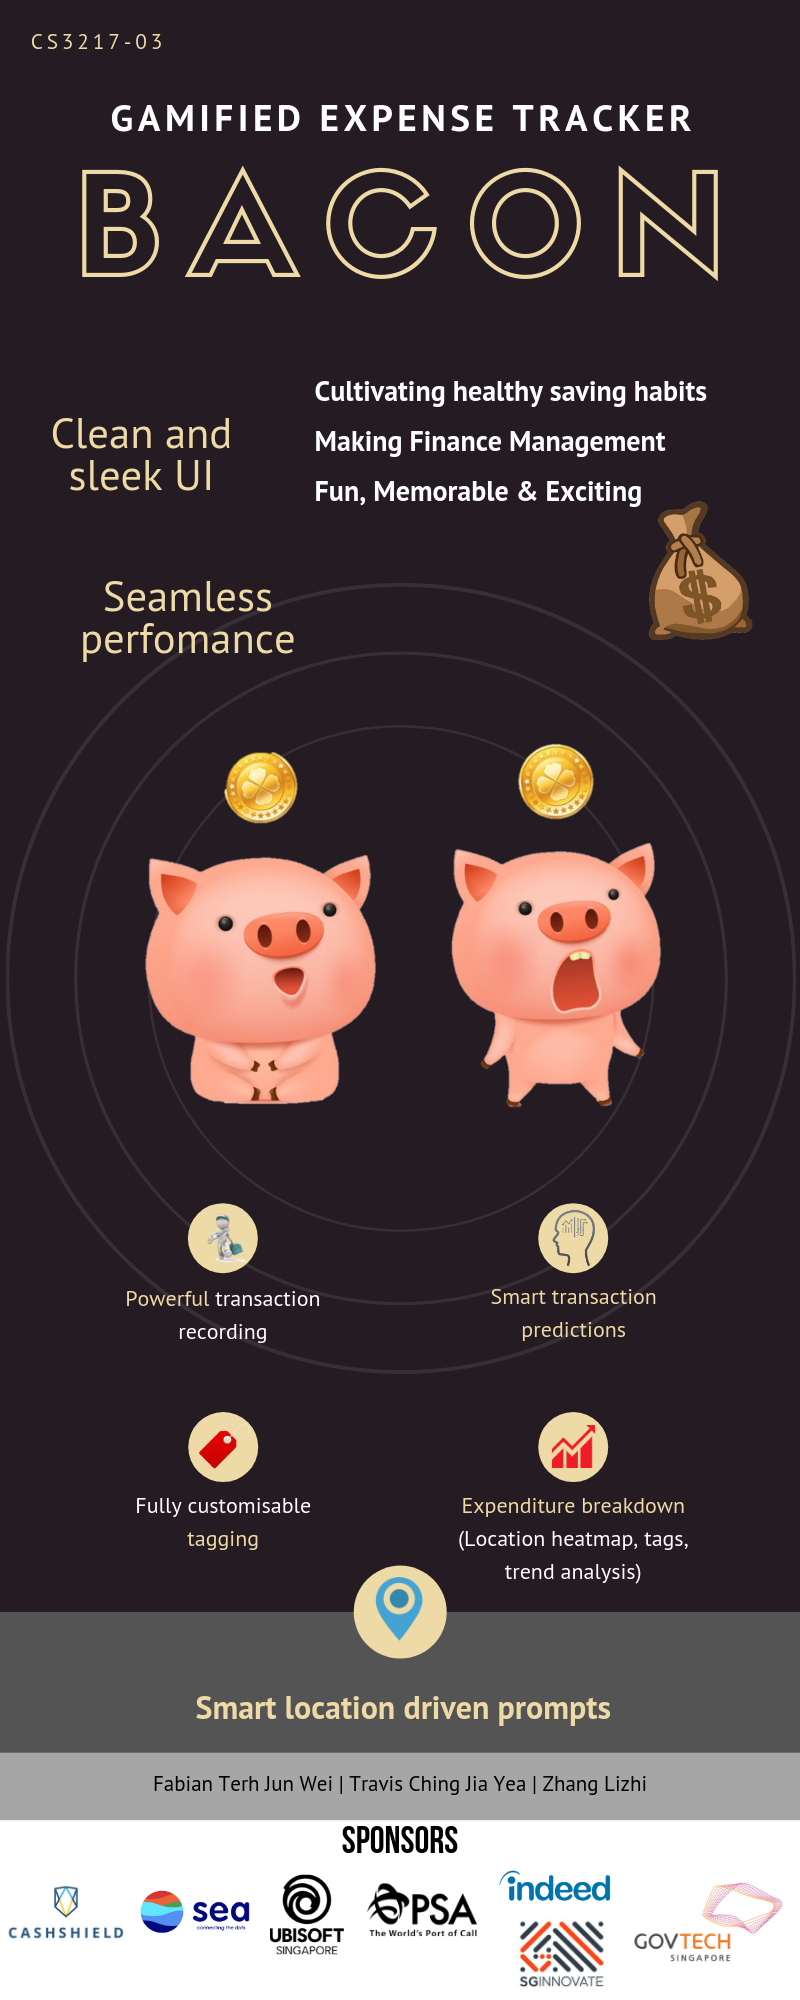 CS3217-03
GAMIFIED EXPENSE TRACKER
BACON
Clean and
sleek UI
Cultivating healthy saving habits
Making Finance Management
Fun, Memorable & Exciting
$
Seamless
perfomance
Powerful transaction
recording
Smart transaction
predictions
Fully customisable
tagging
Expenditure breakdown
(Location heatmap, tags,
trend analysis)
Smart location driven prompts
Fabian Terh Jun Wei | Travis Ching Jia Yea | Zhang Lizhi
SPONSORS
CASHSHIELD
sea
connecting the dots
UBISOFT
SINGAPORE
PSA
The World's Port of Call
indeed
SGINNOVATE
GOVTECH
SINGAPORE